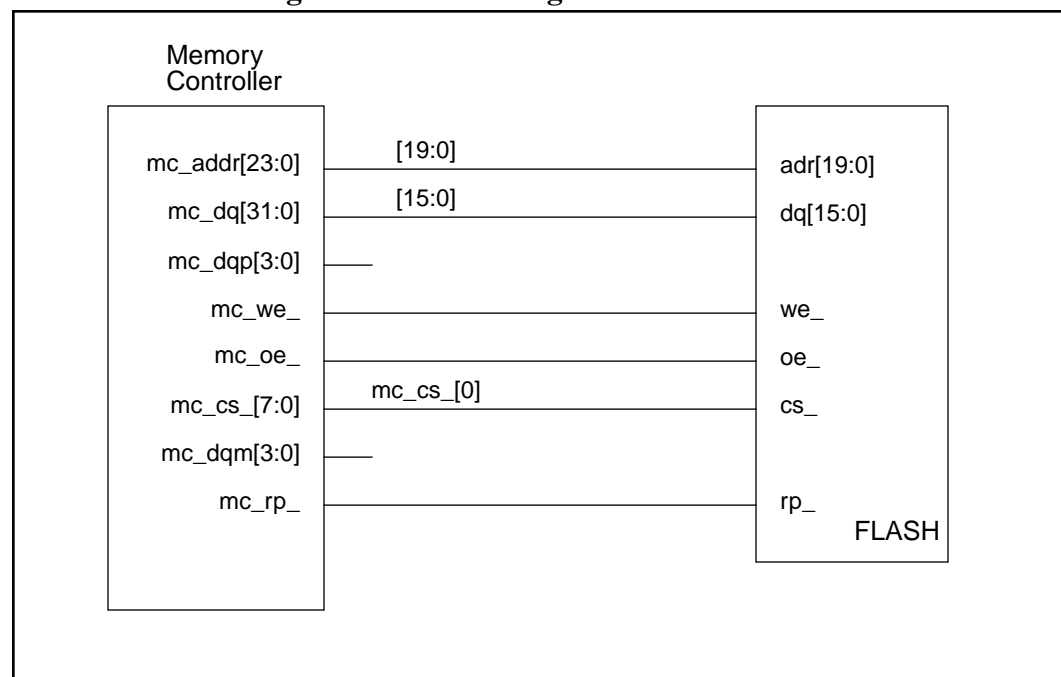 Memory
Controller
mc_addr[23:0] [19:0] adr[19:0]
mc_dq[31:0] [15:0] dq[15:0]
mc_dqp[3:0]
mc_we_ we_
mc_oe_ oe_
mc_cs_[7:0] mc_cs_[0] cs_
mc_dqm[3:0]
mc_rp_ rp_
FLASH